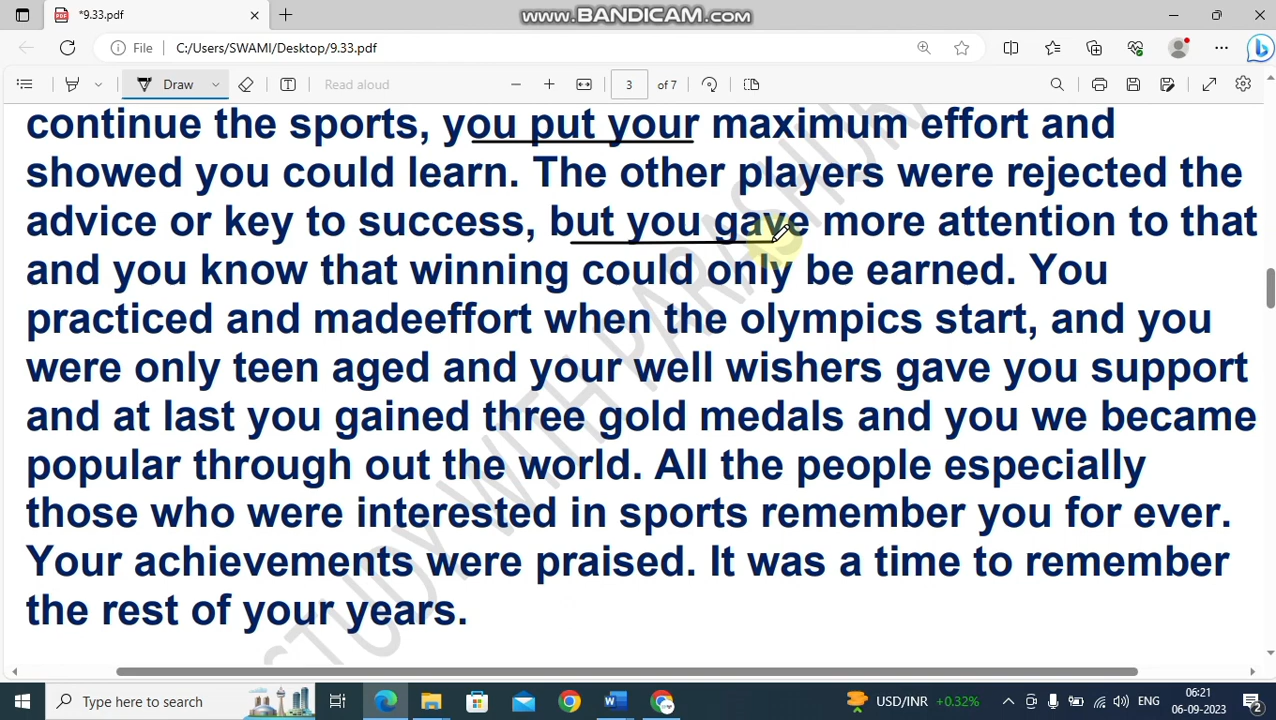 *9.33.pdf
www.BANDICAM.com
File C:/Users/SWAMI/Desktop/9.33.pdf
Draw Read aloud 3 of 7
continue the sports, you put your maximum effort and
showed you could learn. The other players were rejected the
advice or key to success, but you gave more attention to that
and you know that winning could only be earned. You
practiced and madeeffort when the olympics start, and you
were only teen aged and your well wishers gave you support
and at last you gained three gold medals and you we became
popular through out the world. All the people especially
those who were interested in sports remember you for ever.
Your achievements were praised. It was a time to remember
the rest of your years.
STUDY WITH PARASHURAM
Type here to search
USD/INR +0.32%
ENG
06:21
06-09-2023
2